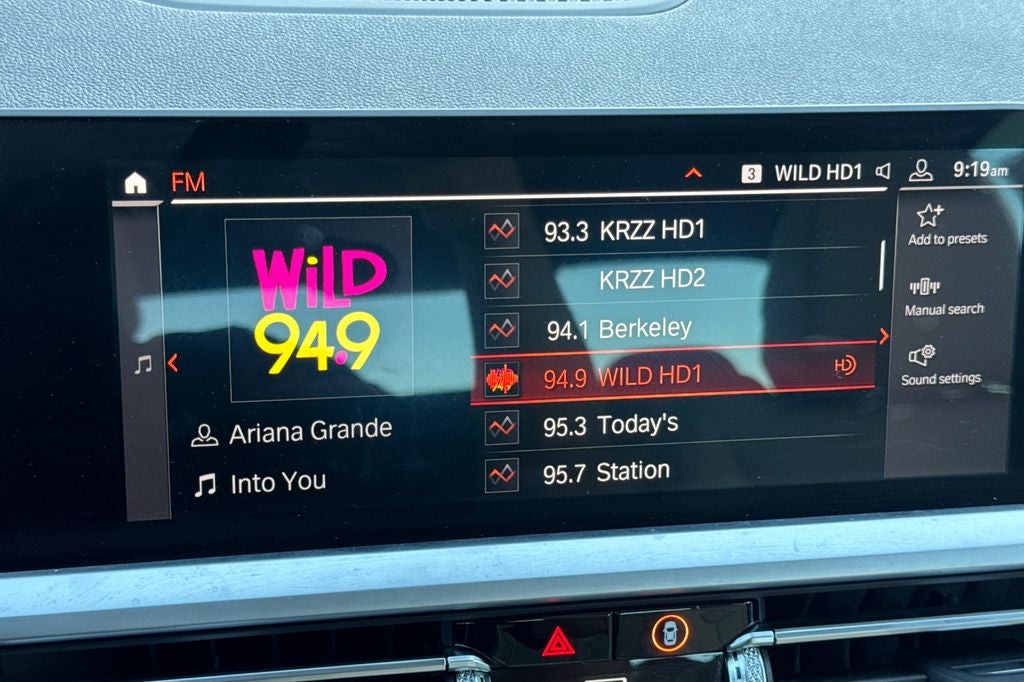 FM
3 WILD HD1
9:19am
WiLD
94.9
Ariana Grande
Into You
93.3 KRZZ HD1
KRZZ HD2
94.1 Berkeley
94.9 WILD HD1 HD
95.3 Today's
95.7 Station
Add to presets
Manual search
Sound settings